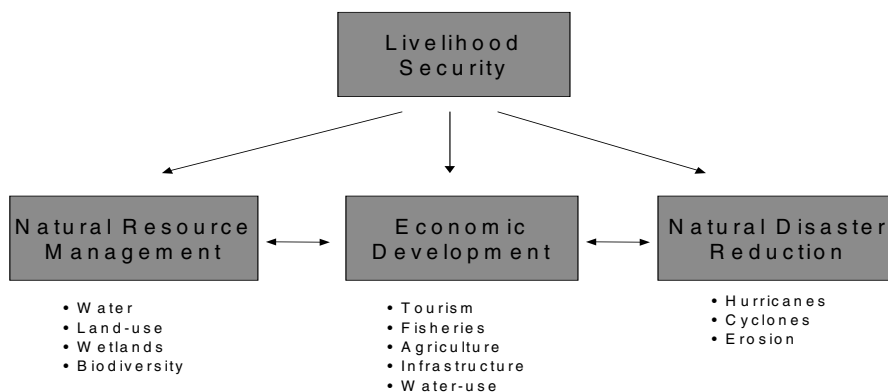 Livelihood
Security
Natural Resource
Management
Economic
Development
Natural Disaster
Reduction
• Water
• Land-use
• Wetlands
• Biodiversity
• Tourism
• Fisheries
• Agriculture
• Infrastructure
• Water-use
• Hurricanes
• Cyclones
• Erosion